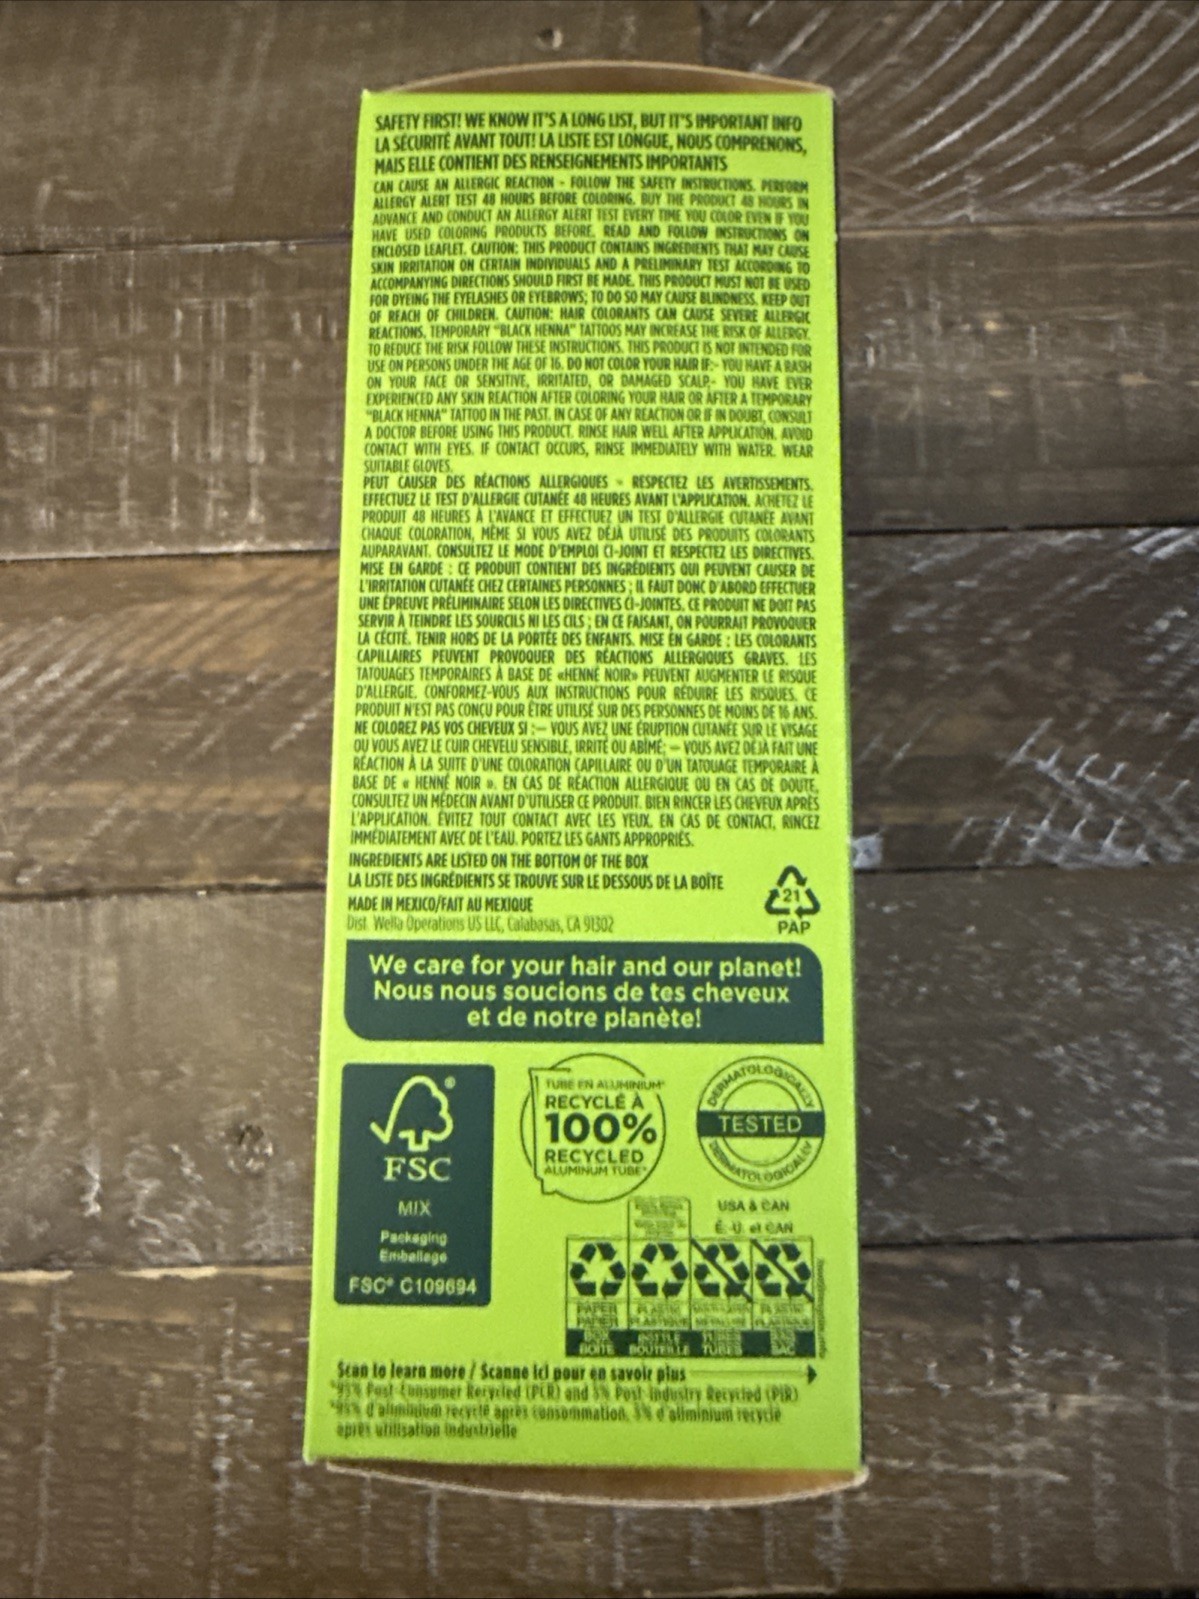 SAFETY FIRST! WE KNOW IT'S A LONG LIST, BUT IT'S IMPORTANT INFO
LA SÉCURITÉ AVANT TOUT! LA LISTE EST LONGUE, NOUS COMPRENONS,
MAIS ELLE CONTIENT DES RENSEIGNEMENTS IMPORTANTS
CAN CAUSE AN ALLERGIC REACTION - FOLLOW THE SAFETY INSTRUCTIONS. PERFORM
ALLERGY ALERT TEST 48 HOURS BEFORE COLORING. BUY THE PRODUCT 48 HOURS IN
ADVANCE AND CONDUCT AN ALLERGY ALERT TEST EVERY TIME YOU COLOR EVEN IF YOU
HAVE USED COLORING PRODUCTS BEFORE. READ AND FOLLOW INSTRUCTIONS ON
ENCLOSED LEAFLET. CAUTION: THIS PRODUCT CONTAINS INGREDIENTS THAT MAY CAUSE
SKIN IRRITATION ON CERTAIN INDIVIDUALS AND A PRELIMINARY TEST ACCORDING TO
ACCOMPANYING DIRECTIONS SHOULD FIRST BE MADE. THIS PRODUCT MUST NOT BE USED
FOR DYEING THE EYELASHES OR EYEBROWS; TO DO SO MAY CAUSE BLINDNESS. KEEP OUT
OF REACH OF CHILDREN. CAUTION: HAIR COLORANTS CAN CAUSE SEVERE ALLERGIC
REACTIONS. TEMPORARY "BLACK HENNA" TATTOOS MAY INCREASE THE RISK OF ALLERGY.
TO REDUCE THE RISK FOLLOW THESE INSTRUCTIONS. THIS PRODUCT IS NOT INTENDED FOR
USE ON PERSONS UNDER THE AGE OF 16. DO NOT COLOR YOUR HAIR IF:- YOU HAVE A RASH
ON YOUR FACE OR SENSITIVE, IRRITATED, OR DAMAGED SCALP.- YOU HAVE EVER
EXPERIENCED ANY SKIN REACTION AFTER COLORING YOUR HAIR OR AFTER A TEMPORARY
"BLACK HENNA" TATTOO IN THE PAST. IN CASE OF ANY REACTION OR IF IN DOUBT, CONSULT
A DOCTOR BEFORE USING THIS PRODUCT. RINSE HAIR WELL AFTER APPLICATION. AVOID
CONTACT WITH EYES. IF CONTACT OCCURS, RINSE IMMEDIATELY WITH WATER. WEAR
SUITABLE GLOVES.
PEUT CAUSER DES RÉACTIONS ALLERGIQUES - RESPECTEZ LES AVERTISSEMENTS.
EFFECTUEZ LE TEST D'ALLERGIE CUTANÉE 48 HEURES AVANT L'APPLICATION. ACHETEZ LE
PRODUIT 48 HEURES À L'AVANCE ET EFFECTUEZ UN TEST D'ALLERGIE CUTANÉE AVANT
CHAQUE COLORATION, MÊME SI VOUS AVEZ DÉJÀ UTILISÉ DES PRODUITS COLORANTS
AUPARAVANT. CONSULTEZ LE MODE D'EMPLOI CI-JOINT ET RESPECTEZ LES DIRECTIVES.
MISE EN GARDE : CE PRODUIT CONTIENT DES INGRÉDIENTS QUI PEUVENT CAUSER DE
L'IRRITATION CUTANÉE CHEZ CERTAINES PERSONNES ; IL FAUT DONC D'ABORD EFFECTUER
UNE ÉPREUVE PRÉLIMINAIRE SELON LES DIRECTIVES CI-JOINTES. CE PRODUIT NE DOIT PAS
SERVIR À TEINDRE LES SOURCILS NI LES CILS ; EN CE FAISANT, ON POURRAIT PROVOQUER
LA CÉCITÉ. TENIR HORS DE LA PORTÉE DES ENFANTS. MISE EN GARDE : LES COLORANTS
CAPILLAIRES PEUVENT PROVOQUER DES RÉACTIONS ALLERGIQUES GRAVES. LES
TATOUAGES TEMPORAIRES À BASE DE «HENNÉ NOIR» PEUVENT AUGMENTER LE RISQUE
D'ALLERGIE. CONFORMEZ-VOUS AUX INSTRUCTIONS POUR RÉDUIRE LES RISQUES. CE
PRODUIT N'EST PAS CONÇU POUR ÊTRE UTILISÉ SUR DES PERSONNES DE MOINS DE 16 ANS.
NE COLOREZ PAS VOS CHEVEUX SI :— VOUS AVEZ UNE ÉRUPTION CUTANÉE SUR LE VISAGE
OU VOUS AVEZ LE CUIR CHEVELU SENSIBLE, IRRITÉ OU ABÎMÉ; — VOUS AVEZ DÉJÀ FAIT UNE
RÉACTION À LA SUITE D'UNE COLORATION CAPILLAIRE OU D'UN TATOUAGE TEMPORAIRE À
BASE DE « HENNÉ NOIR ». EN CAS DE RÉACTION ALLERGIQUE OU EN CAS DE DOUTE,
CONSULTEZ UN MÉDECIN AVANT D'UTILISER CE PRODUIT. BIEN RINCER LES CHEVEUX APRÈS
L'APPLICATION. ÉVITEZ TOUT CONTACT AVEC LES YEUX. EN CAS DE CONTACT, RINCEZ
IMMÉDIATEMENT AVEC DE L'EAU. PORTEZ LES GANTS APPROPRIÉS.
INGREDIENTS ARE LISTED ON THE BOTTOM OF THE BOX
LA LISTE DES INGRÉDIENTS SE TROUVE SUR LE DESSOUS DE LA BOÎTE
MADE IN MEXICO/FAIT AU MEXIQUE
Dist. Wella Operations US LLC, Calabasas, CA 91302
21
PAP
We care for your hair and our planet!
Nous nous soucions de tes cheveux
et de notre planète!
FSC®
MIX
Packaging
Emballage
FSC® C109694
TUBE EN ALUMINIUM*
RECYCLÉ À
100%
RECYCLED
ALUMINUM TUBE*
DERMATOLOGICALLY
TESTED
DERMATOLOGICALLY
USA & CAN
É.-U. et CAN
PAPER PLASTIC PLASTIC
PAPIER PLASTIQUE PLASTIQUE
BOX BOTTLE TUBES BAG
BOÎTE BOUTEILLE TUBES SAC
Scan to learn more / Scanne ici pour en savoir plus
*95% Post-Consumer Recycled (PCR) and 5% Post-Industry Recycled (PIR)
*95% d'aliminium recyclé après consommation, 5% d'aliminium recyclé
après utilisation industrielle